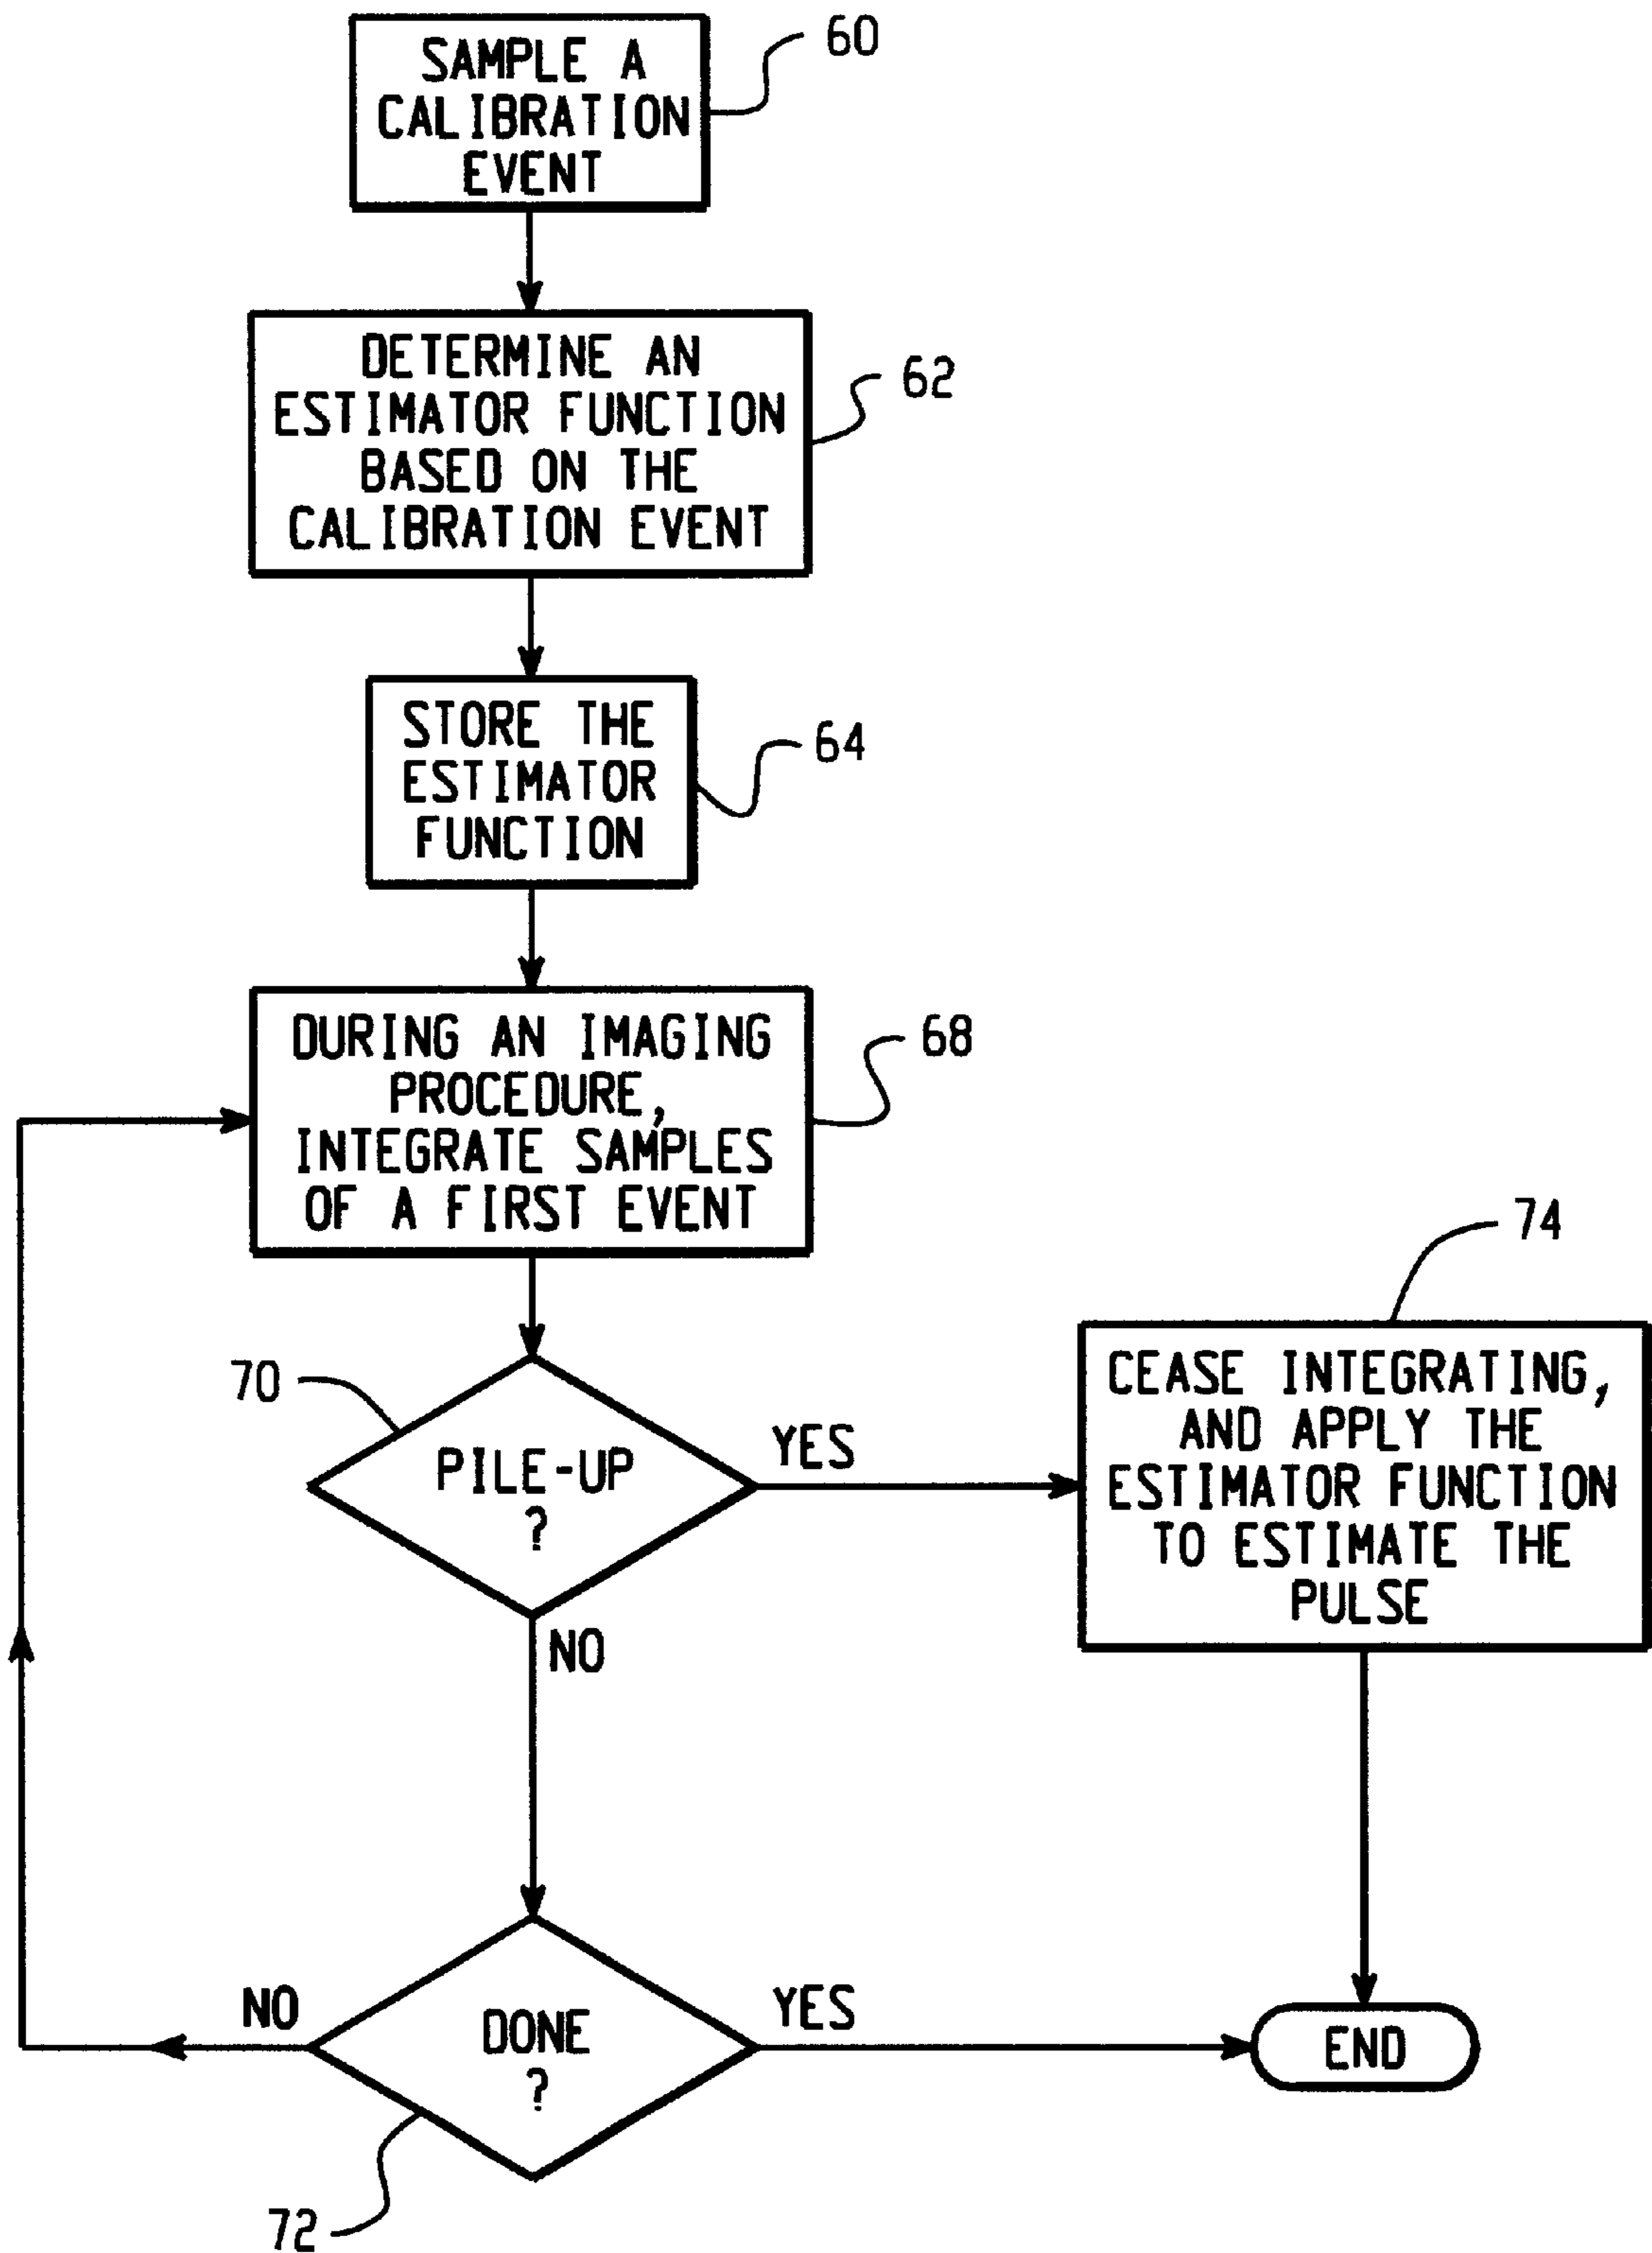 SAMPLE A
CALIBRATION
EVENT
60
DETERMINE AN
ESTIMATOR FUNCTION
BASED ON THE
CALIBRATION EVENT
62
STORE THE
ESTIMATOR
FUNCTION
64
DURING AN IMAGING
PROCEDURE,
INTEGRATE SAMPLES
OF A FIRST EVENT
68
70
PILE-UP
?
YES
NO
74
CEASE INTEGRATING,
AND APPLY THE
ESTIMATOR FUNCTION
TO ESTIMATE THE
PULSE
NO
DONE
?
YES
END
72